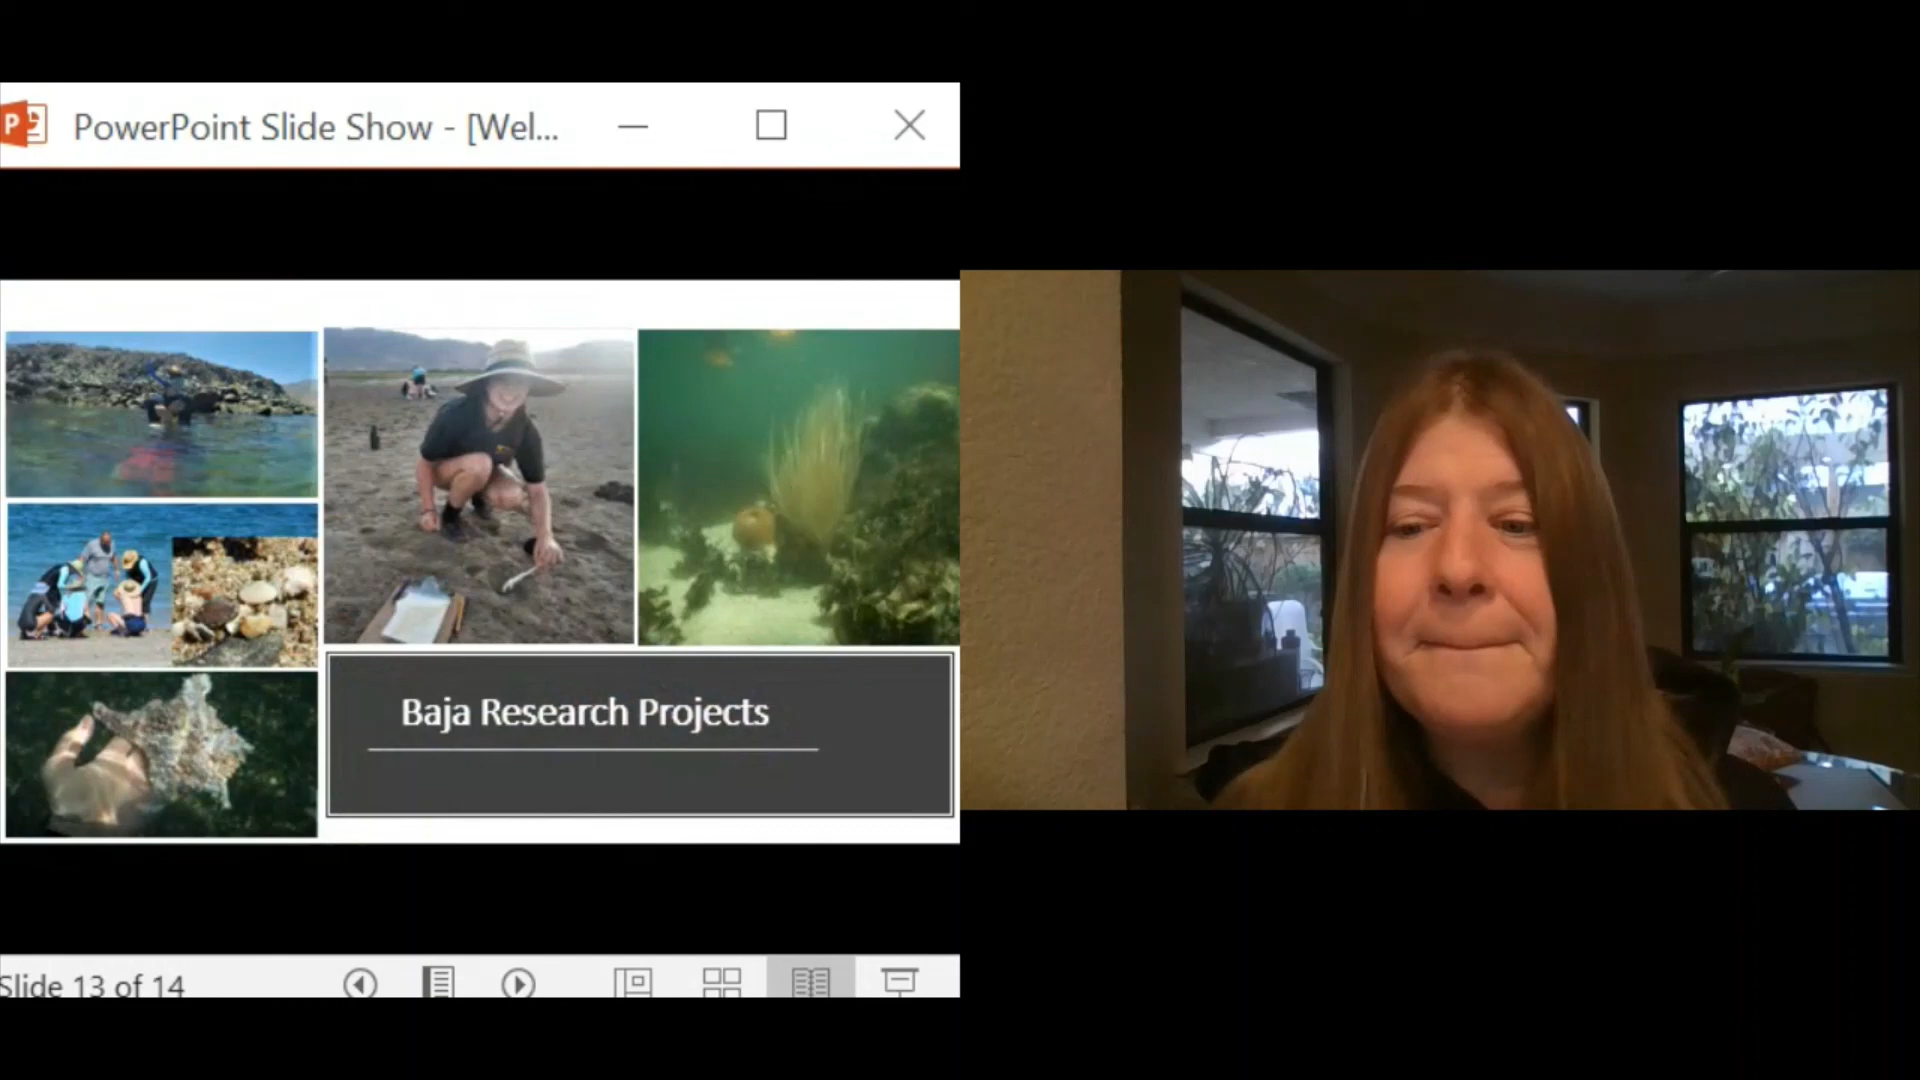 PowerPoint Slide Show - [Wel...
Baja Research Projects
Slide 13 of 14